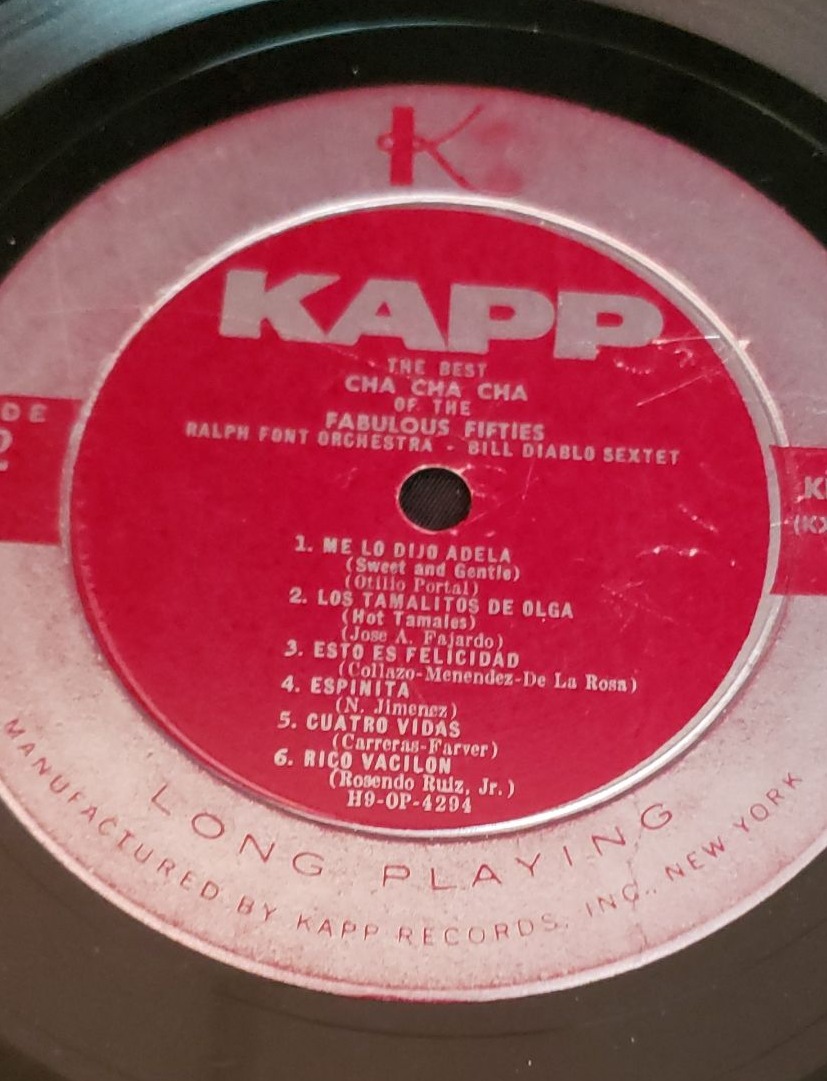 K
KAPP
THE BEST
CHA CHA CHA
OF THE
FABULOUS FIFTIES
RALPH FONT ORCHESTRA - BILL DIABLO SEXTET
2
1. ME LO DIJO ADELA
(Sweet and Gentle)
(Otilio Portal)
2. LOS TAMALITOS DE OLGA
(Hot Tamales)
(Jose A. Fajardo)
3. ESTO ES FELICIDAD
(Collazo-Menendez-De La Rosa)
4. ESPINITA
(N. Jimenez)
5. CUATRO VIDAS
(Carreras-Farver)
6. RICO VACILON
(Rosendo Ruiz, Jr.)
H9-OP-4294
LONG PLAYING
MANUFACTURED BY KAPP RECORDS, INC., NEW YORK